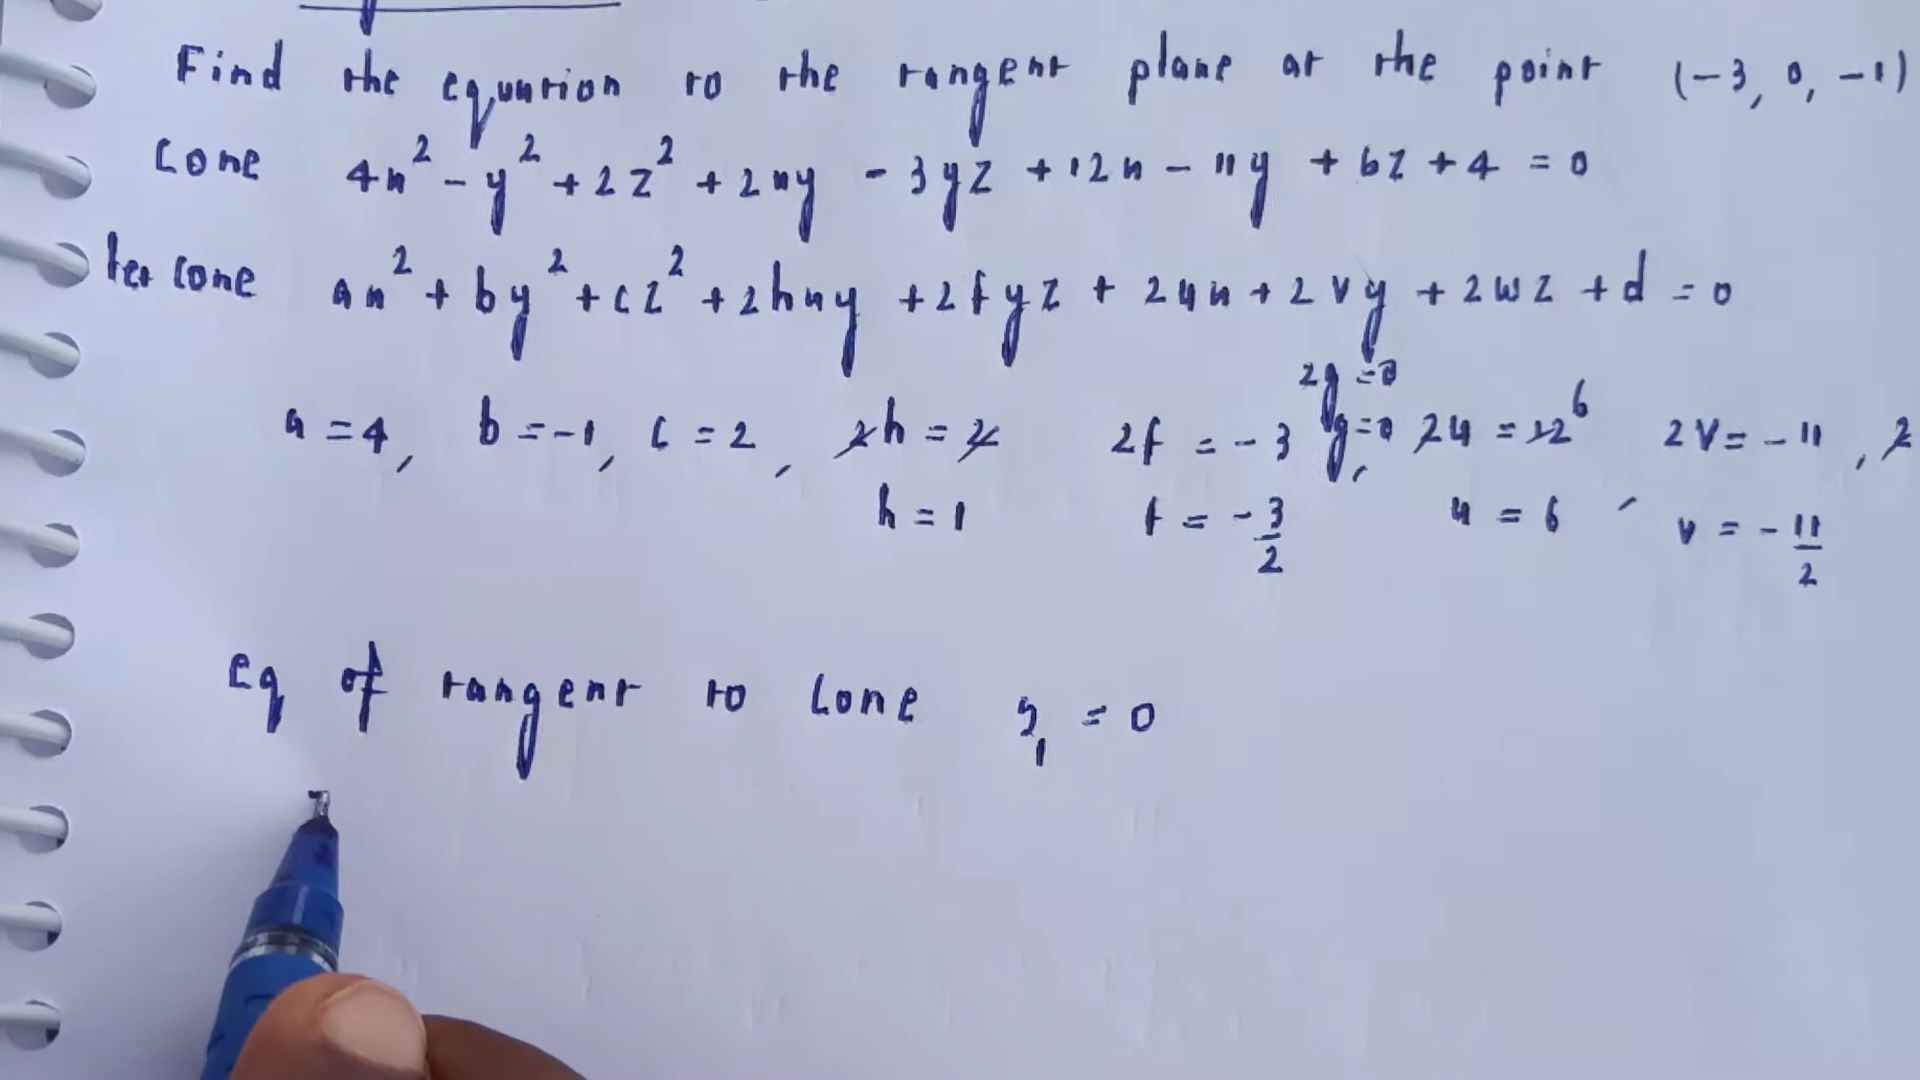 Find the equation to the tangent plane at the point (-3, 0, -1)
Cone 4x² - y² + 2z² + 2xy - 3yz + 12x - 11y + 6z + 4 = 0
let cone ax² + by² + cz² + 2hxy + 2fyz + 2ux + 2vy + 2wz + d = 0
2g = 0
a = 4, b = -1, c = 2, 2h = 2 2f = -3 g = 0, 2u = 12 6 2v = -11, 2
h = 1 f = -3/2 u = 6, v = -11/2
eq of tangent to cone S₁ = 0